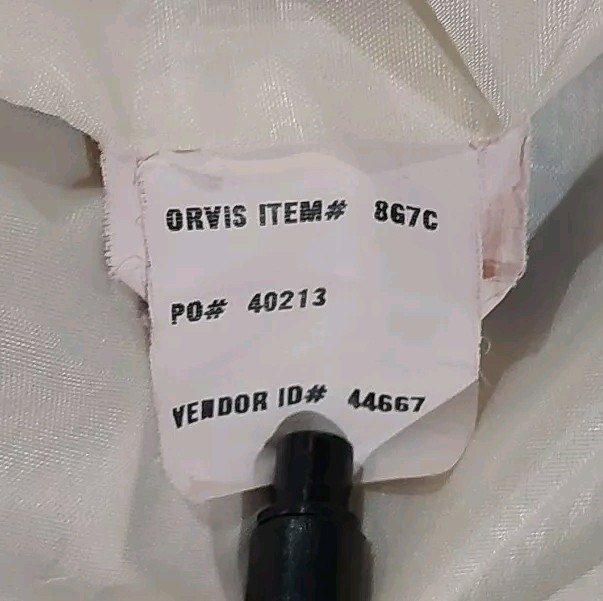 ORVIS ITEM# 8G7C
PO# 40213
VENDOR ID# 44667